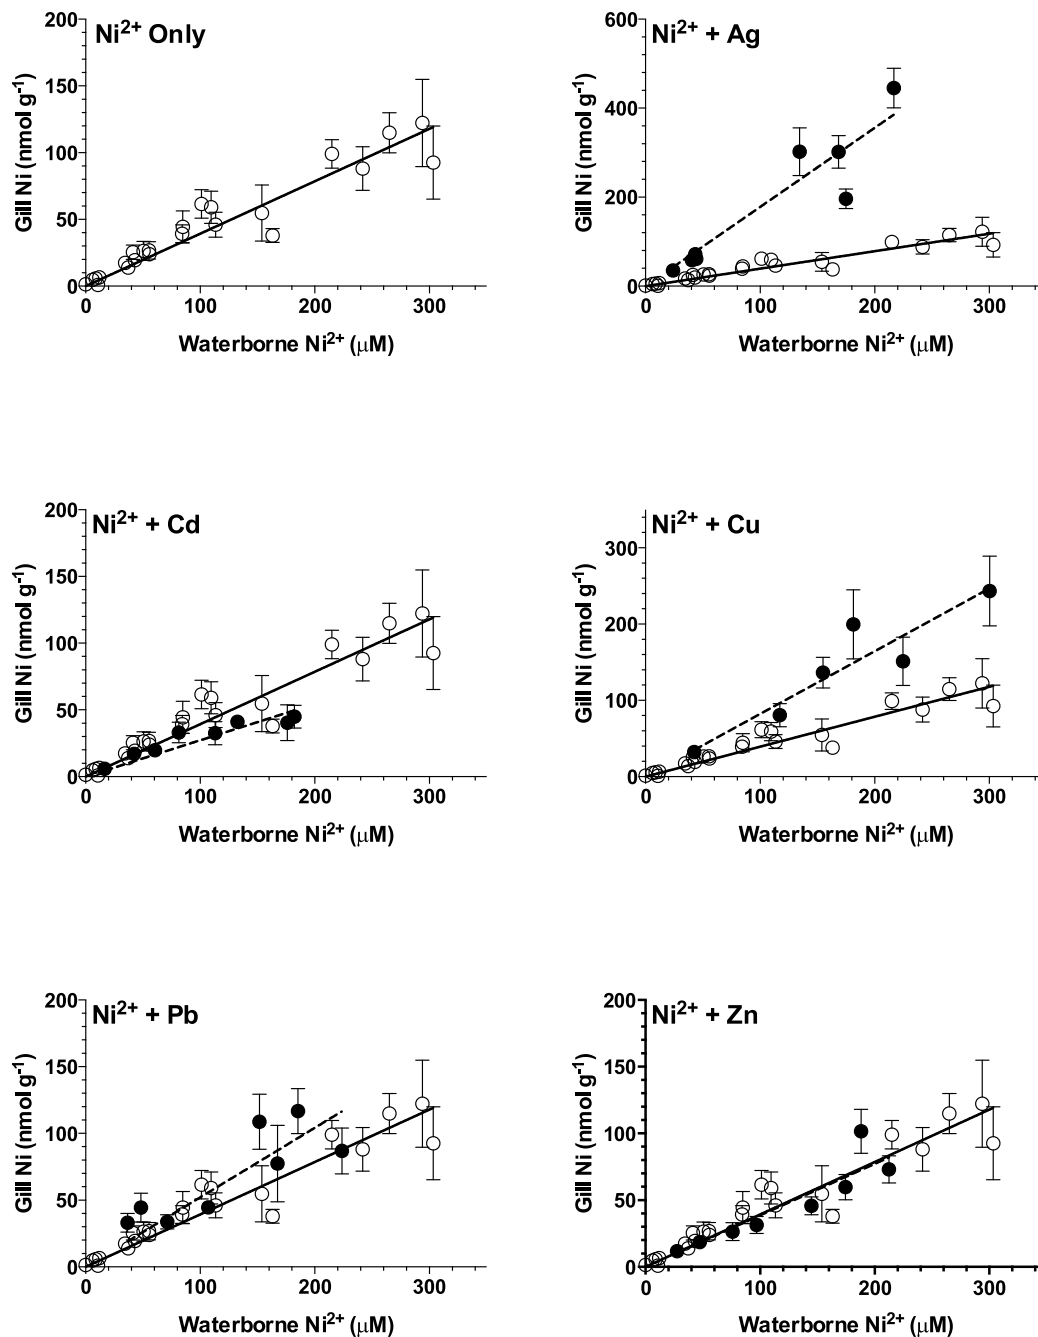 Ni²⁺ Only
200
150
100
50
0
0 100 200 300
Gill Ni (nmol g⁻¹)
Waterborne Ni²⁺ (μM)
Ni²⁺ + Ag
600
400
200
0
0 100 200 300
Gill Ni (nmol g⁻¹)
Waterborne Ni²⁺ (μM)
Ni²⁺ + Cd
200
150
100
50
0
0 100 200 300
Gill Ni (nmol g⁻¹)
Waterborne Ni²⁺ (μM)
Ni²⁺ + Cu
300
200
100
0
0 100 200 300
Gill Ni (nmol g⁻¹)
Waterborne Ni²⁺ (μM)
Ni²⁺ + Pb
200
150
100
50
0
0 100 200 300
Gill Ni (nmol g⁻¹)
Waterborne Ni²⁺ (μM)
Ni²⁺ + Zn
200
150
100
50
0
0 100 200 300
Gill Ni (nmol g⁻¹)
Waterborne Ni²⁺ (μM)